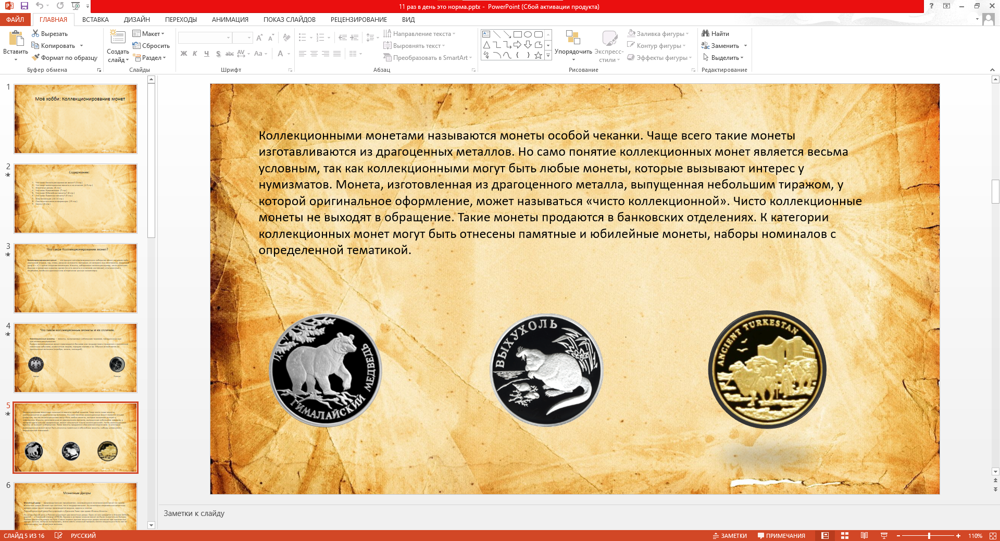 11 раз в день это норма.pptx - PowerPoint (Сбой активации продукта)
ФАЙЛ ГЛАВНАЯ ВСТАВКА ДИЗАЙН ПЕРЕХОДЫ АНИМАЦИЯ ПОКАЗ СЛАЙДОВ РЕЦЕНЗИРОВАНИЕ ВИД
Вставить
Вырезать
Копировать
Формат по образцу
Буфер обмена
Создать слайд
Макет
Сбросить
Раздел
Слайды
Ж К Ч S abc AV Aa A
Шрифт
Направление текста
Выровнять текст
Преобразовать в SmartArt
Абзац
Упорядочить
Экспресс-стили
Заливка фигуры
Контур фигуры
Эффекты фигуры
Рисование
Найти
Заменить
Выделить
Редактирование
1
Моё хобби: Коллекционирование монет
2
Содержание:
3
Что такое Коллекционирование монет?
4
Что такое коллекционные монеты и их отличия.
Аверс
Реверс
5
6
Монетные Дворы
Коллекционными монетами называются монеты особой чеканки. Чаще всего такие монеты
изготавливаются из драгоценных металлов. Но само понятие коллекционных монет является весьма
условным, так как коллекционными могут быть любые монеты, которые вызывают интерес у
нумизматов. Монета, изготовленная из драгоценного металла, выпущенная небольшим тиражом, у
которой оригинальное оформление, может называться «чисто коллекционной». Чисто коллекционные
монеты не выходят в обращение. Такие монеты продаются в банковских отделениях. К категории
коллекционных монет могут быть отнесены памятные и юбилейные монеты, наборы номиналов с
определенной тематикой.
ГИМАЛАЙСКИЙ МЕДВЕДЬ
ВЫХУХОЛЬ
ANCIENT TURKESTAN
Заметки к слайду
СЛАЙД 5 ИЗ 16 РУССКИЙ ЗАМЕТКИ ПРИМЕЧАНИЯ 110%